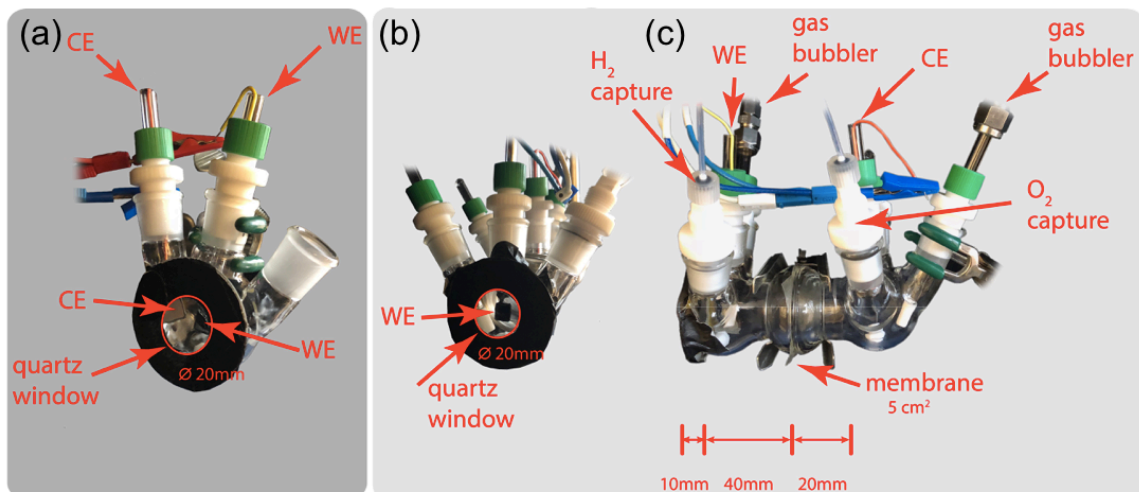 (a)
CE
WE
CE
WE
quartz
window
Ø 20mm
(b)
WE
Ø 20mm
quartz
window
(c)
H₂
capture
WE
gas
bubbler
CE
gas
bubbler
O₂
capture
membrane
5 cm²
10mm
40mm
20mm